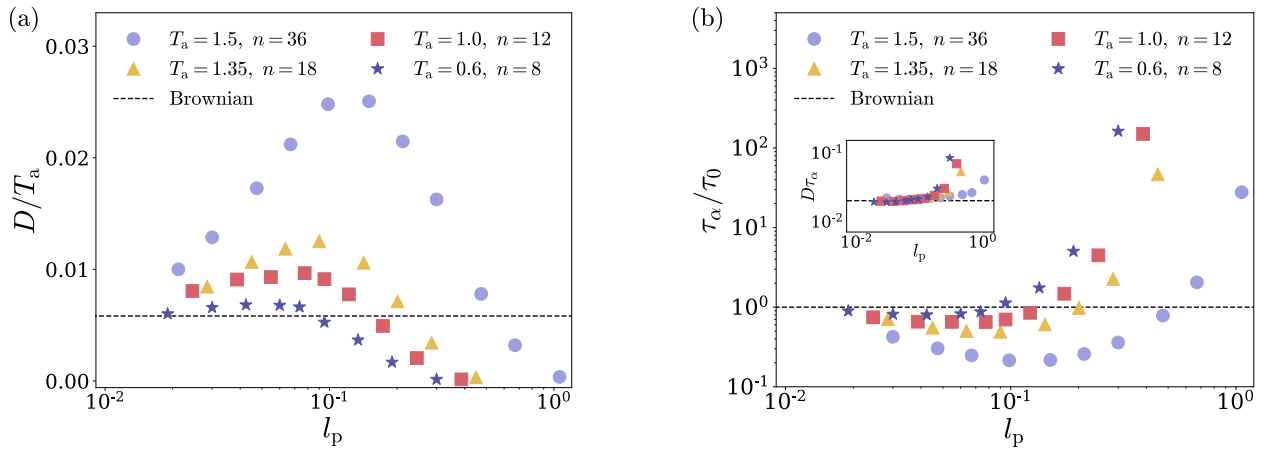 (a)
T_a = 1.5, n = 36
T_a = 1.0, n = 12
T_a = 1.35, n = 18
T_a = 0.6, n = 8
Brownian
0.03
0.02
0.01
0.00
D/T_a
10^-2
10^-1
10^0
l_p
(b)
T_a = 1.5, n = 36
T_a = 1.0, n = 12
T_a = 1.35, n = 18
T_a = 0.6, n = 8
Brownian
10^3
10^2
10^1
10^0
10^-1
τ_α/τ_0
10^-1
10^-2
Dτ_α
10^-2
10^0
l_p
10^-2
10^-1
10^0
l_p